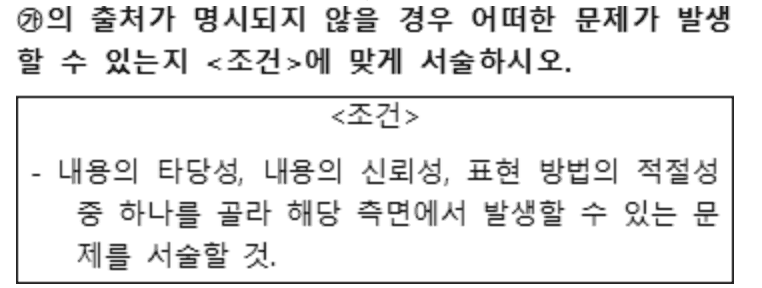 ㉮의 출처가 명시되지 않을 경우 어떠한 문제가 발생
할 수 있는지 <조건>에 맞게 서술하시오.
<조건>
- 내용의 타당성, 내용의 신뢰성, 표현 방법의 적절성
중 하나를 골라 해당 측면에서 발생할 수 있는 문
제를 서술할 것.